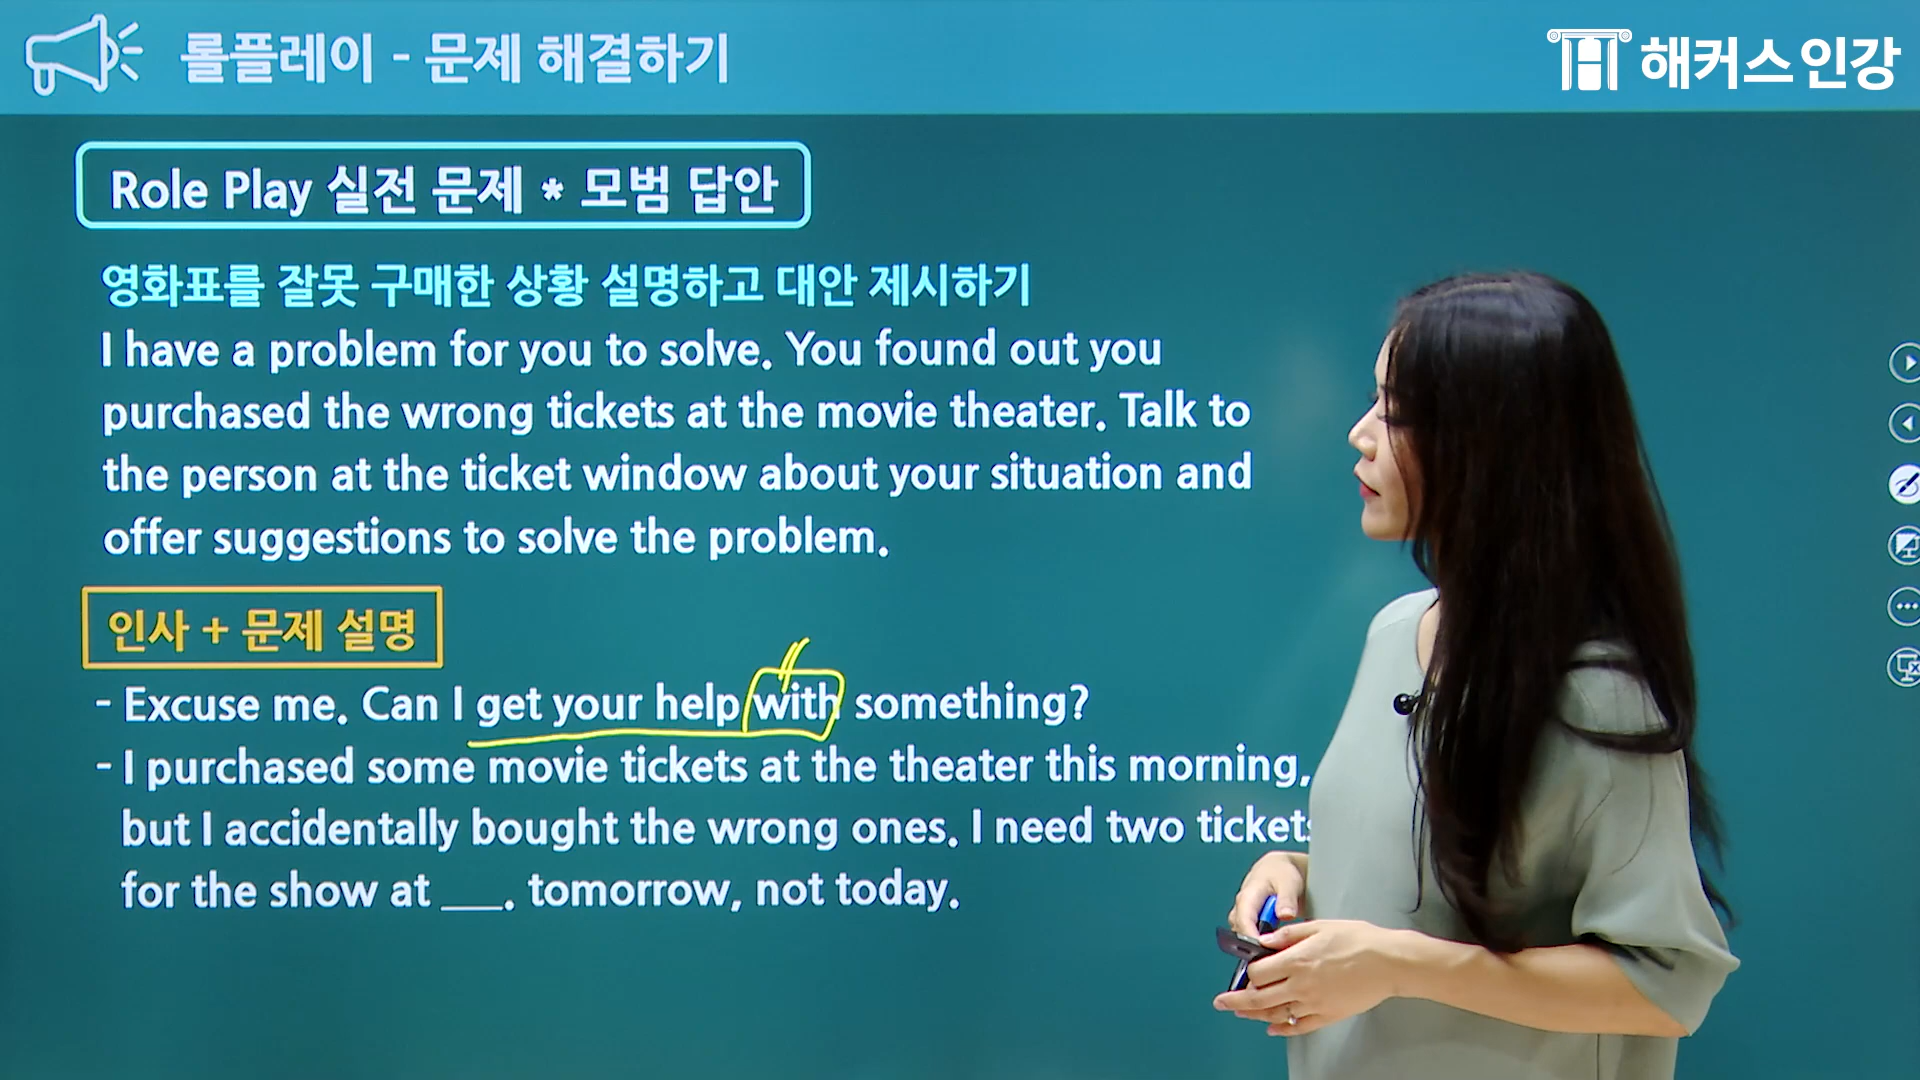 롤플레이 - 문제 해결하기
해커스인강
Role Play 실전 문제 * 모범 답안
영화표를 잘못 구매한 상황 설명하고 대안 제시하기
I have a problem for you to solve. You found out you
purchased the wrong tickets at the movie theater. Talk to
the person at the ticket window about your situation and
offer suggestions to solve the problem.
인사 + 문제 설명
- Excuse me. Can I get your help with something?
- I purchased some movie tickets at the theater this morning,
but I accidentally bought the wrong ones. I need two tickets
for the show at ___. tomorrow, not today.